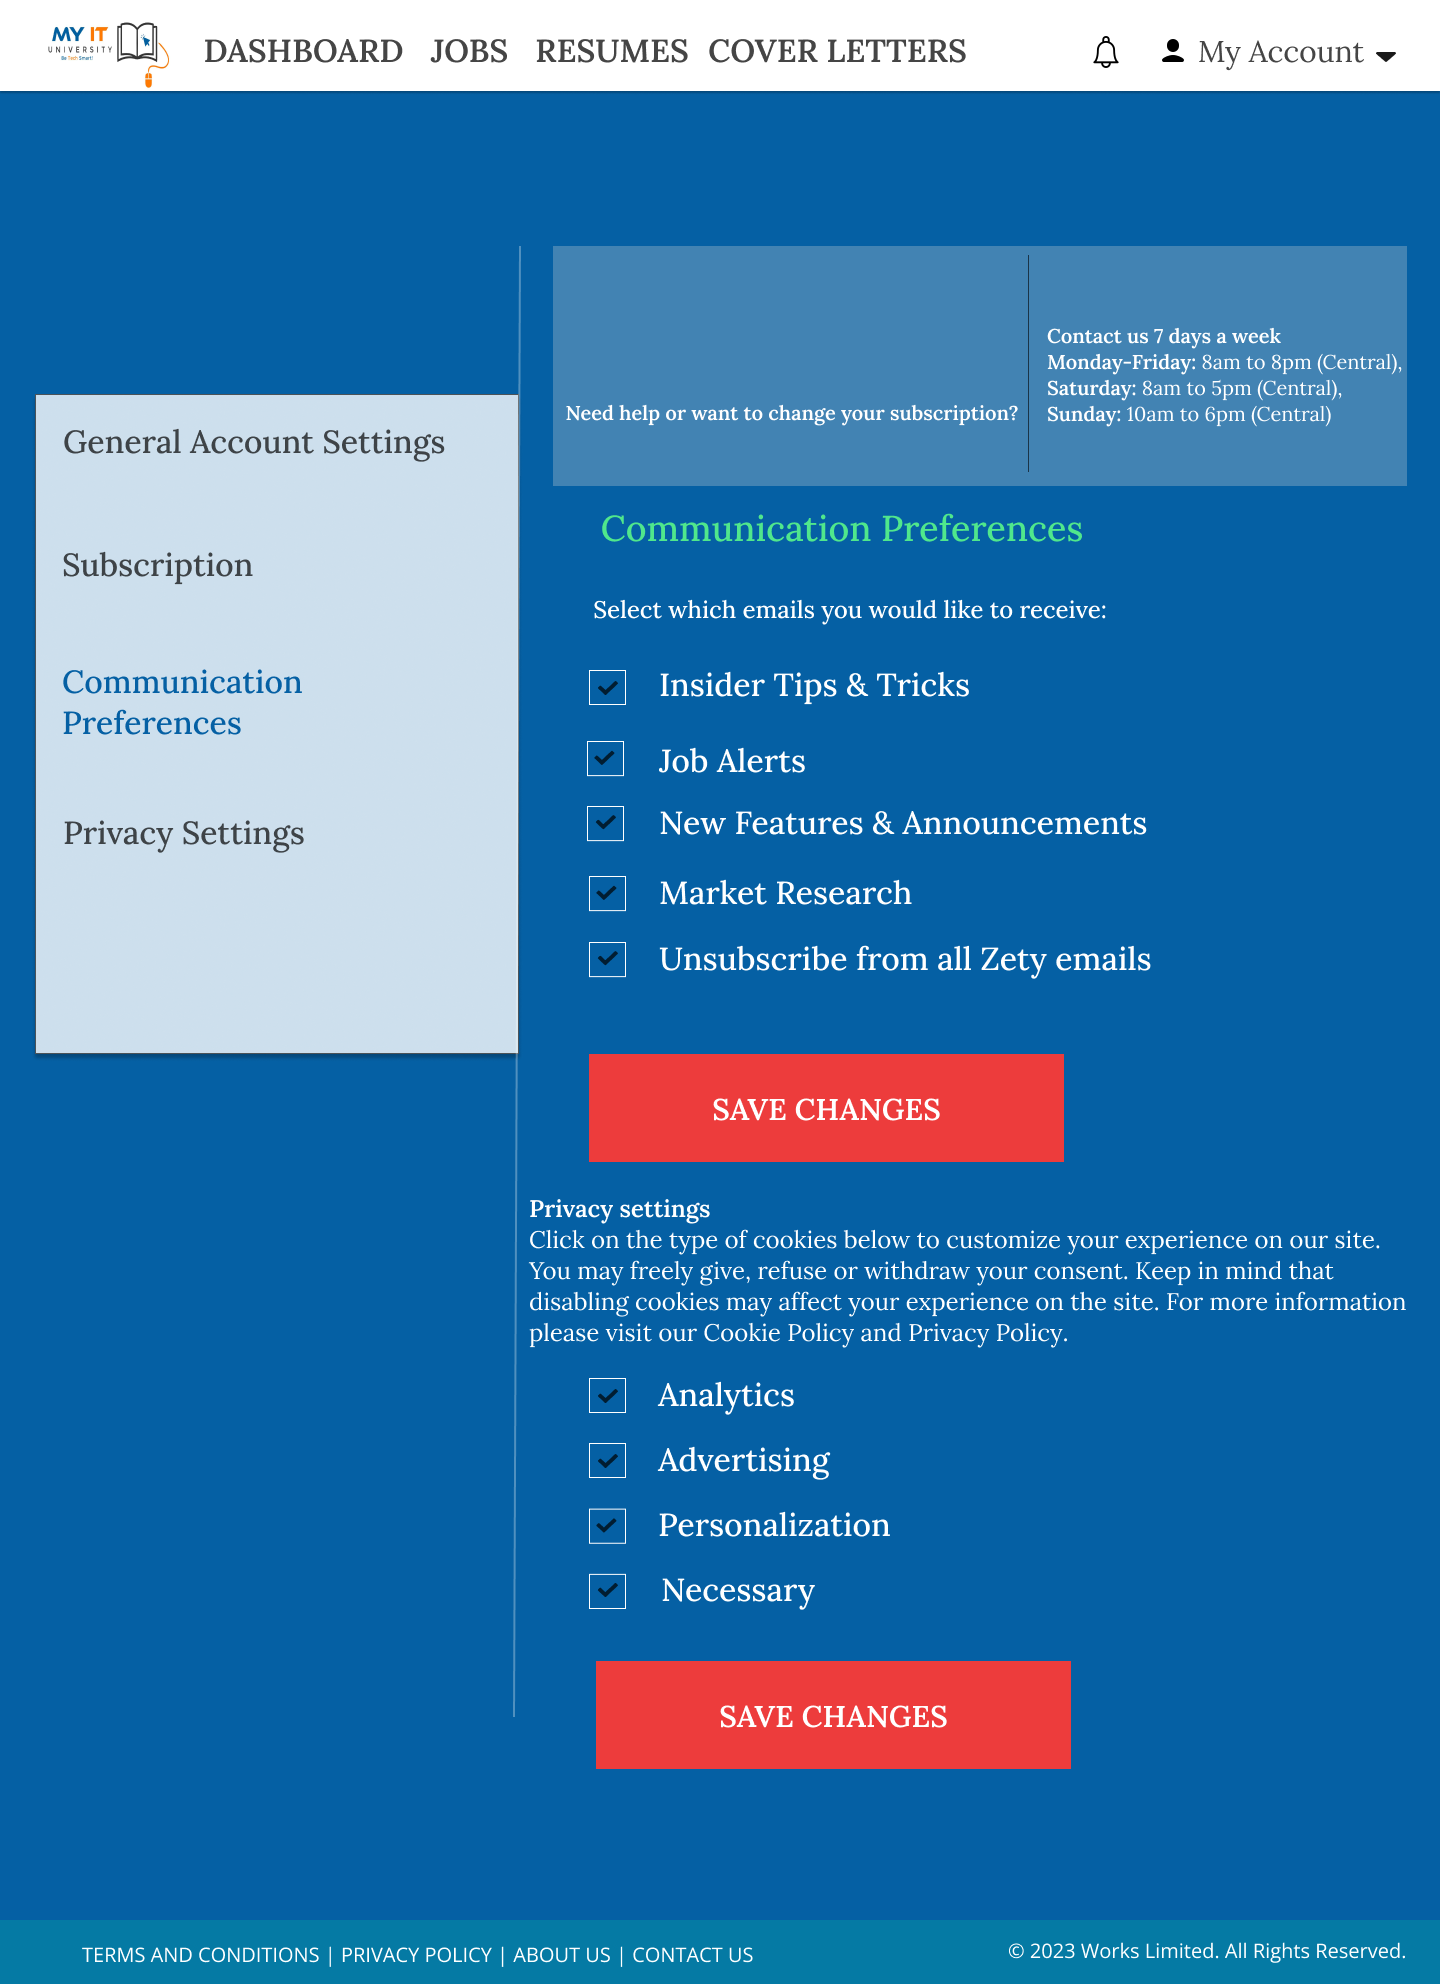 MY IT
UNIVERSITY
Be Tech Smart!
DASHBOARD JOBS RESUMES COVER LETTERS
My Account
Need help or want to change your subscription?
Contact us 7 days a week
Monday-Friday: 8am to 8pm (Central),
Saturday: 8am to 5pm (Central),
Sunday: 10am to 6pm (Central)
General Account Settings
Subscription
Communication
Preferences
Privacy Settings
Communication Preferences
Select which emails you would like to receive:
Insider Tips & Tricks
Job Alerts
New Features & Announcements
Market Research
Unsubscribe from all Zety emails
SAVE CHANGES
Privacy settings
Click on the type of cookies below to customize your experience on our site.
You may freely give, refuse or withdraw your consent. Keep in mind that
disabling cookies may affect your experience on the site. For more information
please visit our Cookie Policy and Privacy Policy.
Analytics
Advertising
Personalization
Necessary
SAVE CHANGES
TERMS AND CONDITIONS | PRIVACY POLICY | ABOUT US | CONTACT US
© 2023 Works Limited. All Rights Reserved.